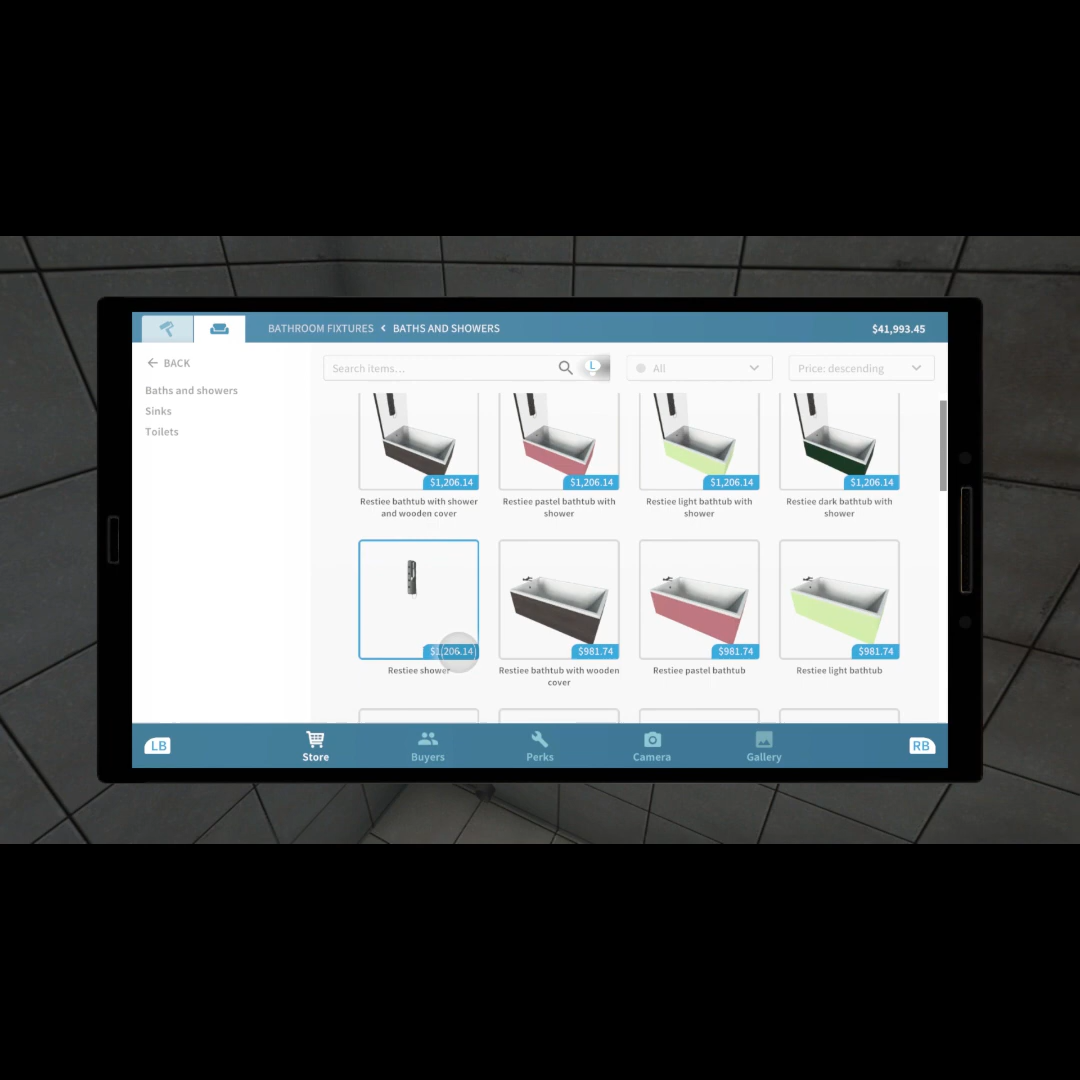 BATHROOM FIXTURES < BATHS AND SHOWERS
$41,993.45
BACK
Baths and showers
Sinks
Toilets
Search items...
L
All
Price: descending
$1,206.14
$1,206.14
$1,206.14
$1,206.14
Restiee bathtub with shower
and wooden cover
Restiee pastel bathtub with
shower
Restiee light bathtub with
shower
Restiee dark bathtub with
shower
$1,206.14
$981.74
$981.74
$981.74
Restiee shower
Restiee bathtub with wooden
cover
Restiee pastel bathtub
Restiee light bathtub
LB
Store
Buyers
Perks
Camera
Gallery
RB